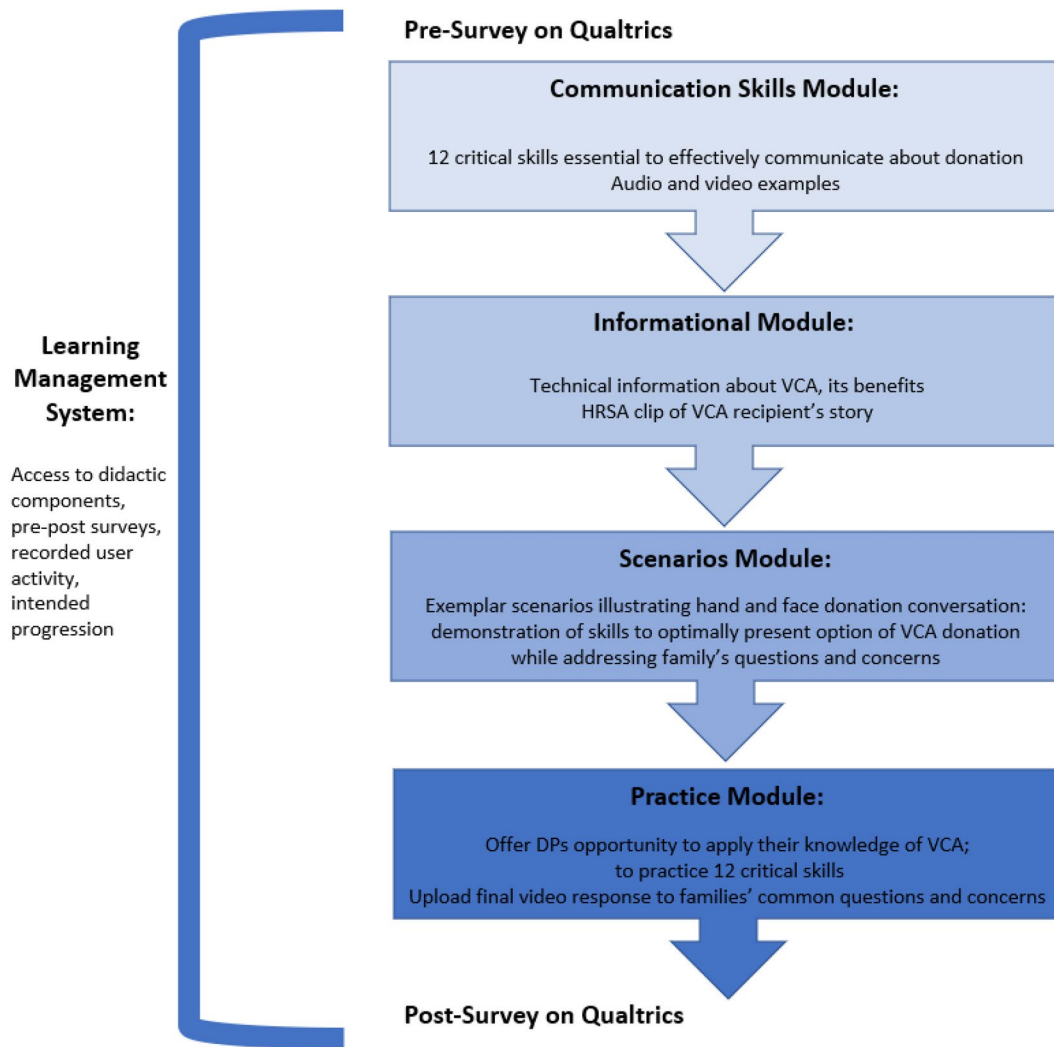 Pre-Survey on Qualtrics
Communication Skills Module:
12 critical skills essential to effectively communicate about donation
Audio and video examples
Informational Module:
Technical information about VCA, its benefits
HRSA clip of VCA recipient's story
Learning
Management
System:
Access to didactic
components,
pre-post surveys,
recorded user
activity,
intended
progression
Scenarios Module:
Exemplar scenarios illustrating hand and face donation conversation:
demonstration of skills to optimally present option of VCA donation
while addressing family's questions and concerns
Practice Module:
Offer DPs opportunity to apply their knowledge of VCA;
to practice 12 critical skills
Upload final video response to families' common questions and concerns
Post-Survey on Qualtrics